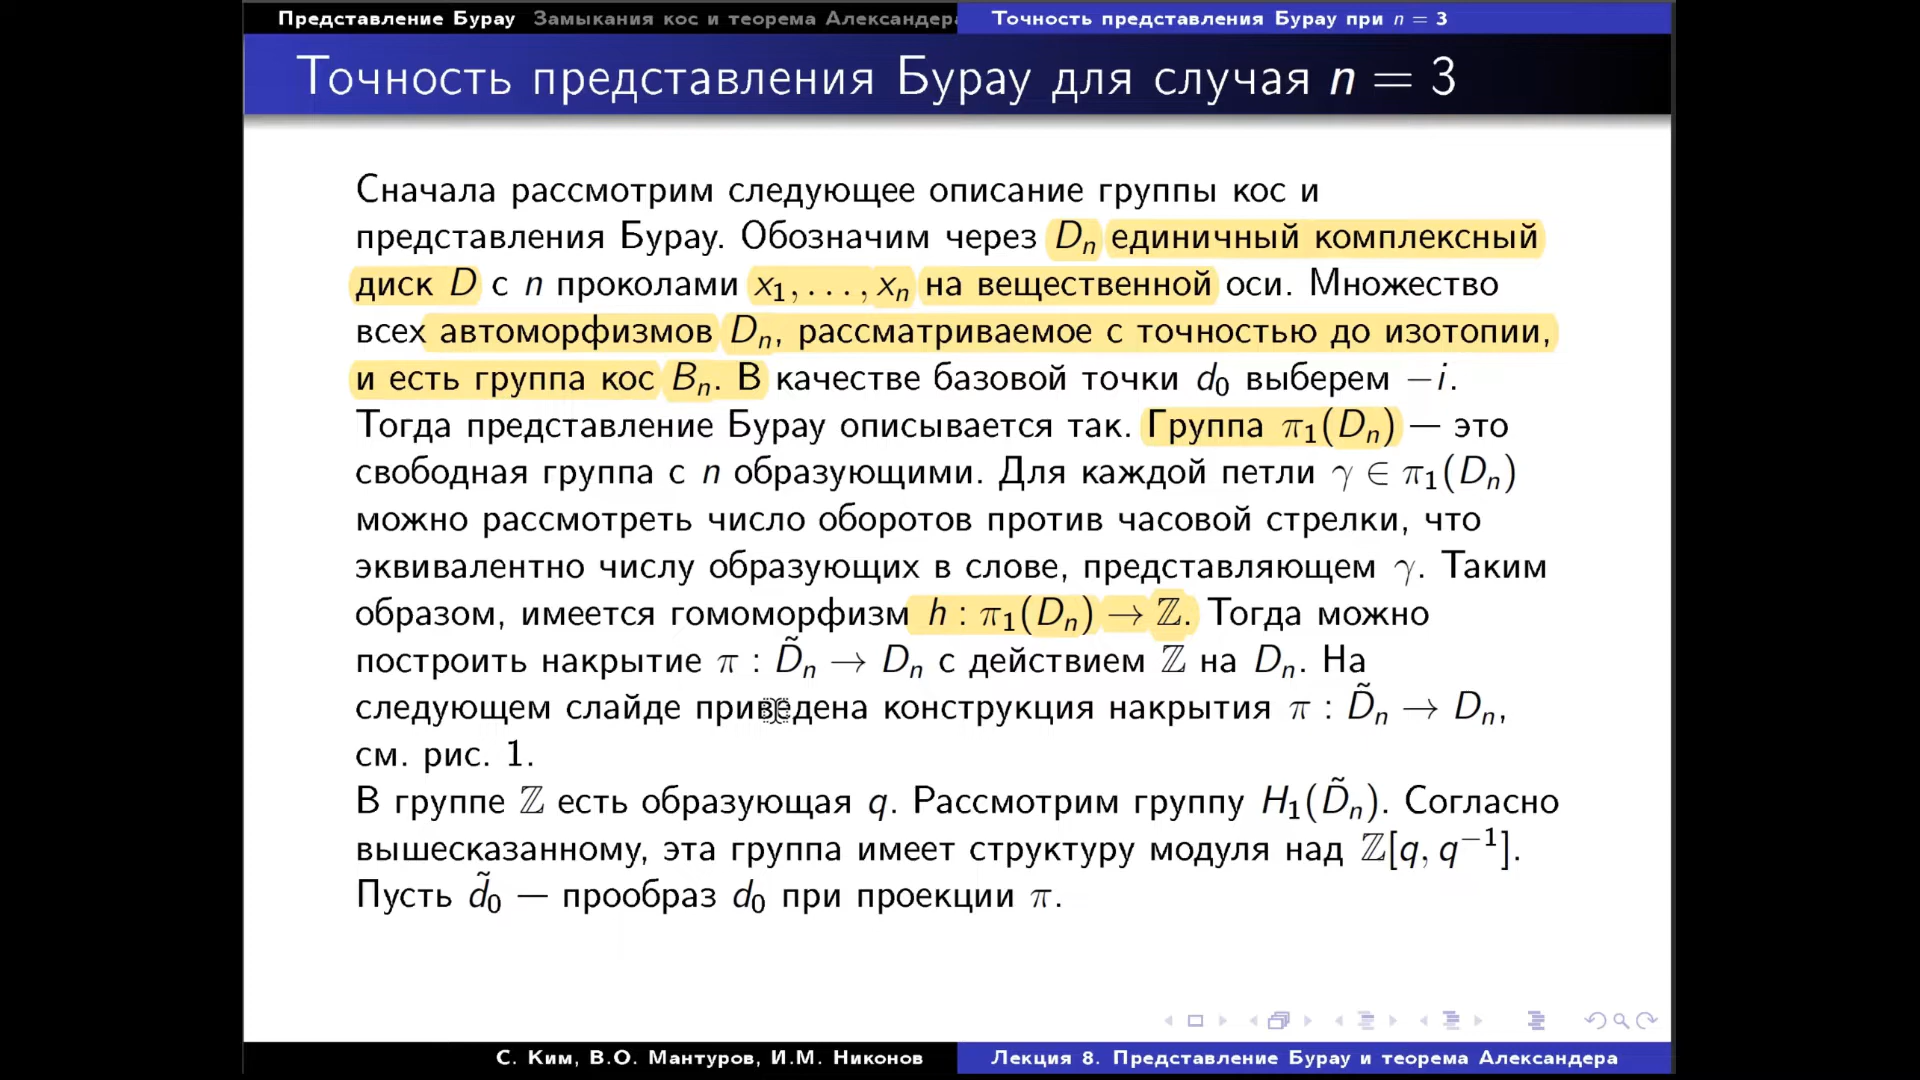 Представление Бурау Замыкания кос и теорема Александера Точность представления Бурау при n = 3
Точность представления Бурау для случая n = 3
Сначала рассмотрим следующее описание группы кос и
представления Бурау. Обозначим через Dₙ единичный комплексный
диск D с n проколами x₁, . . . , xₙ на вещественной оси. Множество
всех автоморфизмов Dₙ, рассматриваемое с точностью до изотопии,
и есть группа кос Bₙ. В качестве базовой точки d₀ выберем −i.
Тогда представление Бурау описывается так. Группа π₁(Dₙ) — это
свободная группа с n образующими. Для каждой петли γ ∈ π₁(Dₙ)
можно рассмотреть число оборотов против часовой стрелки, что
эквивалентно числу образующих в слове, представляющем γ. Таким
образом, имеется гомоморфизм h : π₁(Dₙ) → ℤ. Тогда можно
построить накрытие π : D̃ₙ → Dₙ с действием ℤ на Dₙ. На
следующем слайде приведена конструкция накрытия π : D̃ₙ → Dₙ,
см. рис. 1.
В группе ℤ есть образующая q. Рассмотрим группу H₁(D̃ₙ). Согласно
вышесказанному, эта группа имеет структуру модуля над ℤ[q, q⁻¹].
Пусть d̃₀ — прообраз d₀ при проекции π.
С. Ким, В.О. Мантуров, И.М. Никонов Лекция 8. Представление Бурау и теорема Александера